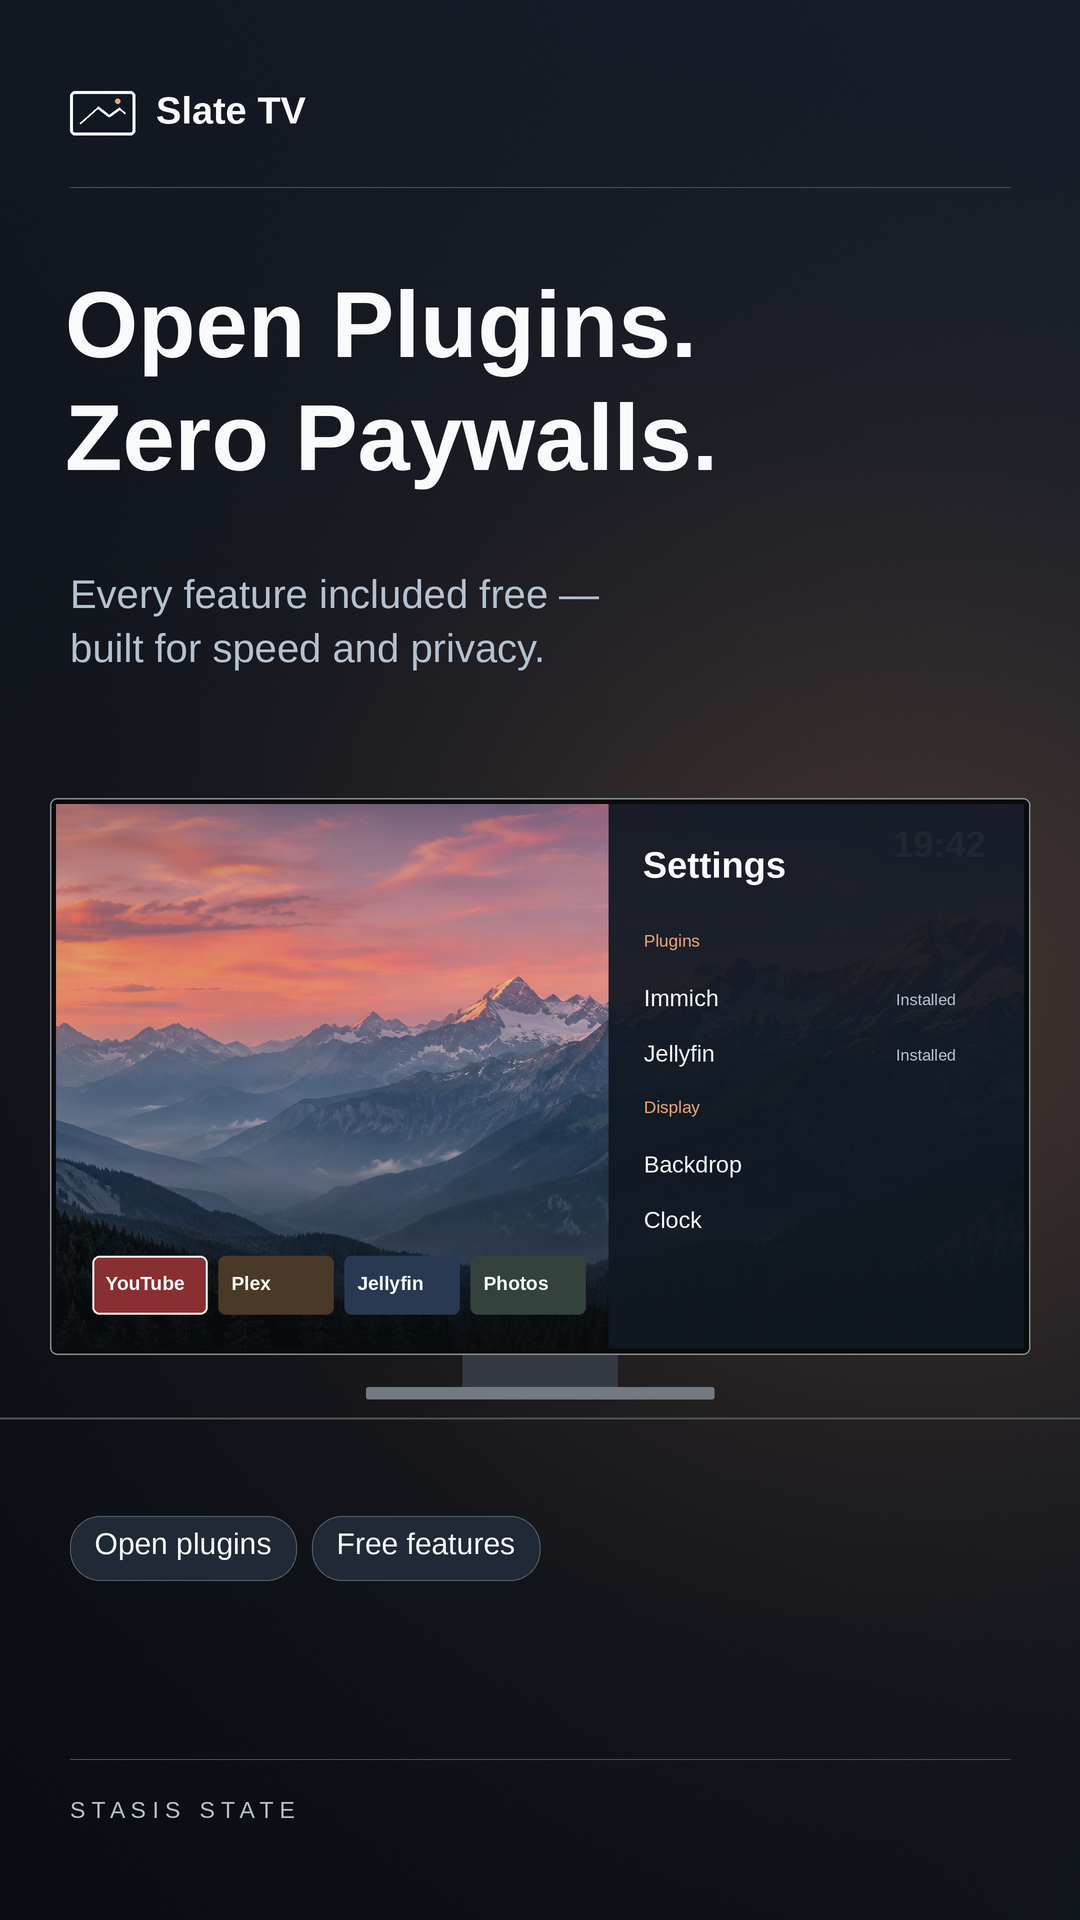 Slate TV
Open Plugins.
Zero Paywalls.
Every feature included free —
built for speed and privacy.
19:42
Settings
Plugins
Immich Installed
Jellyfin Installed
Display
Backdrop
Clock
YouTube Plex Jellyfin Photos
Open plugins Free features
STASIS STATE